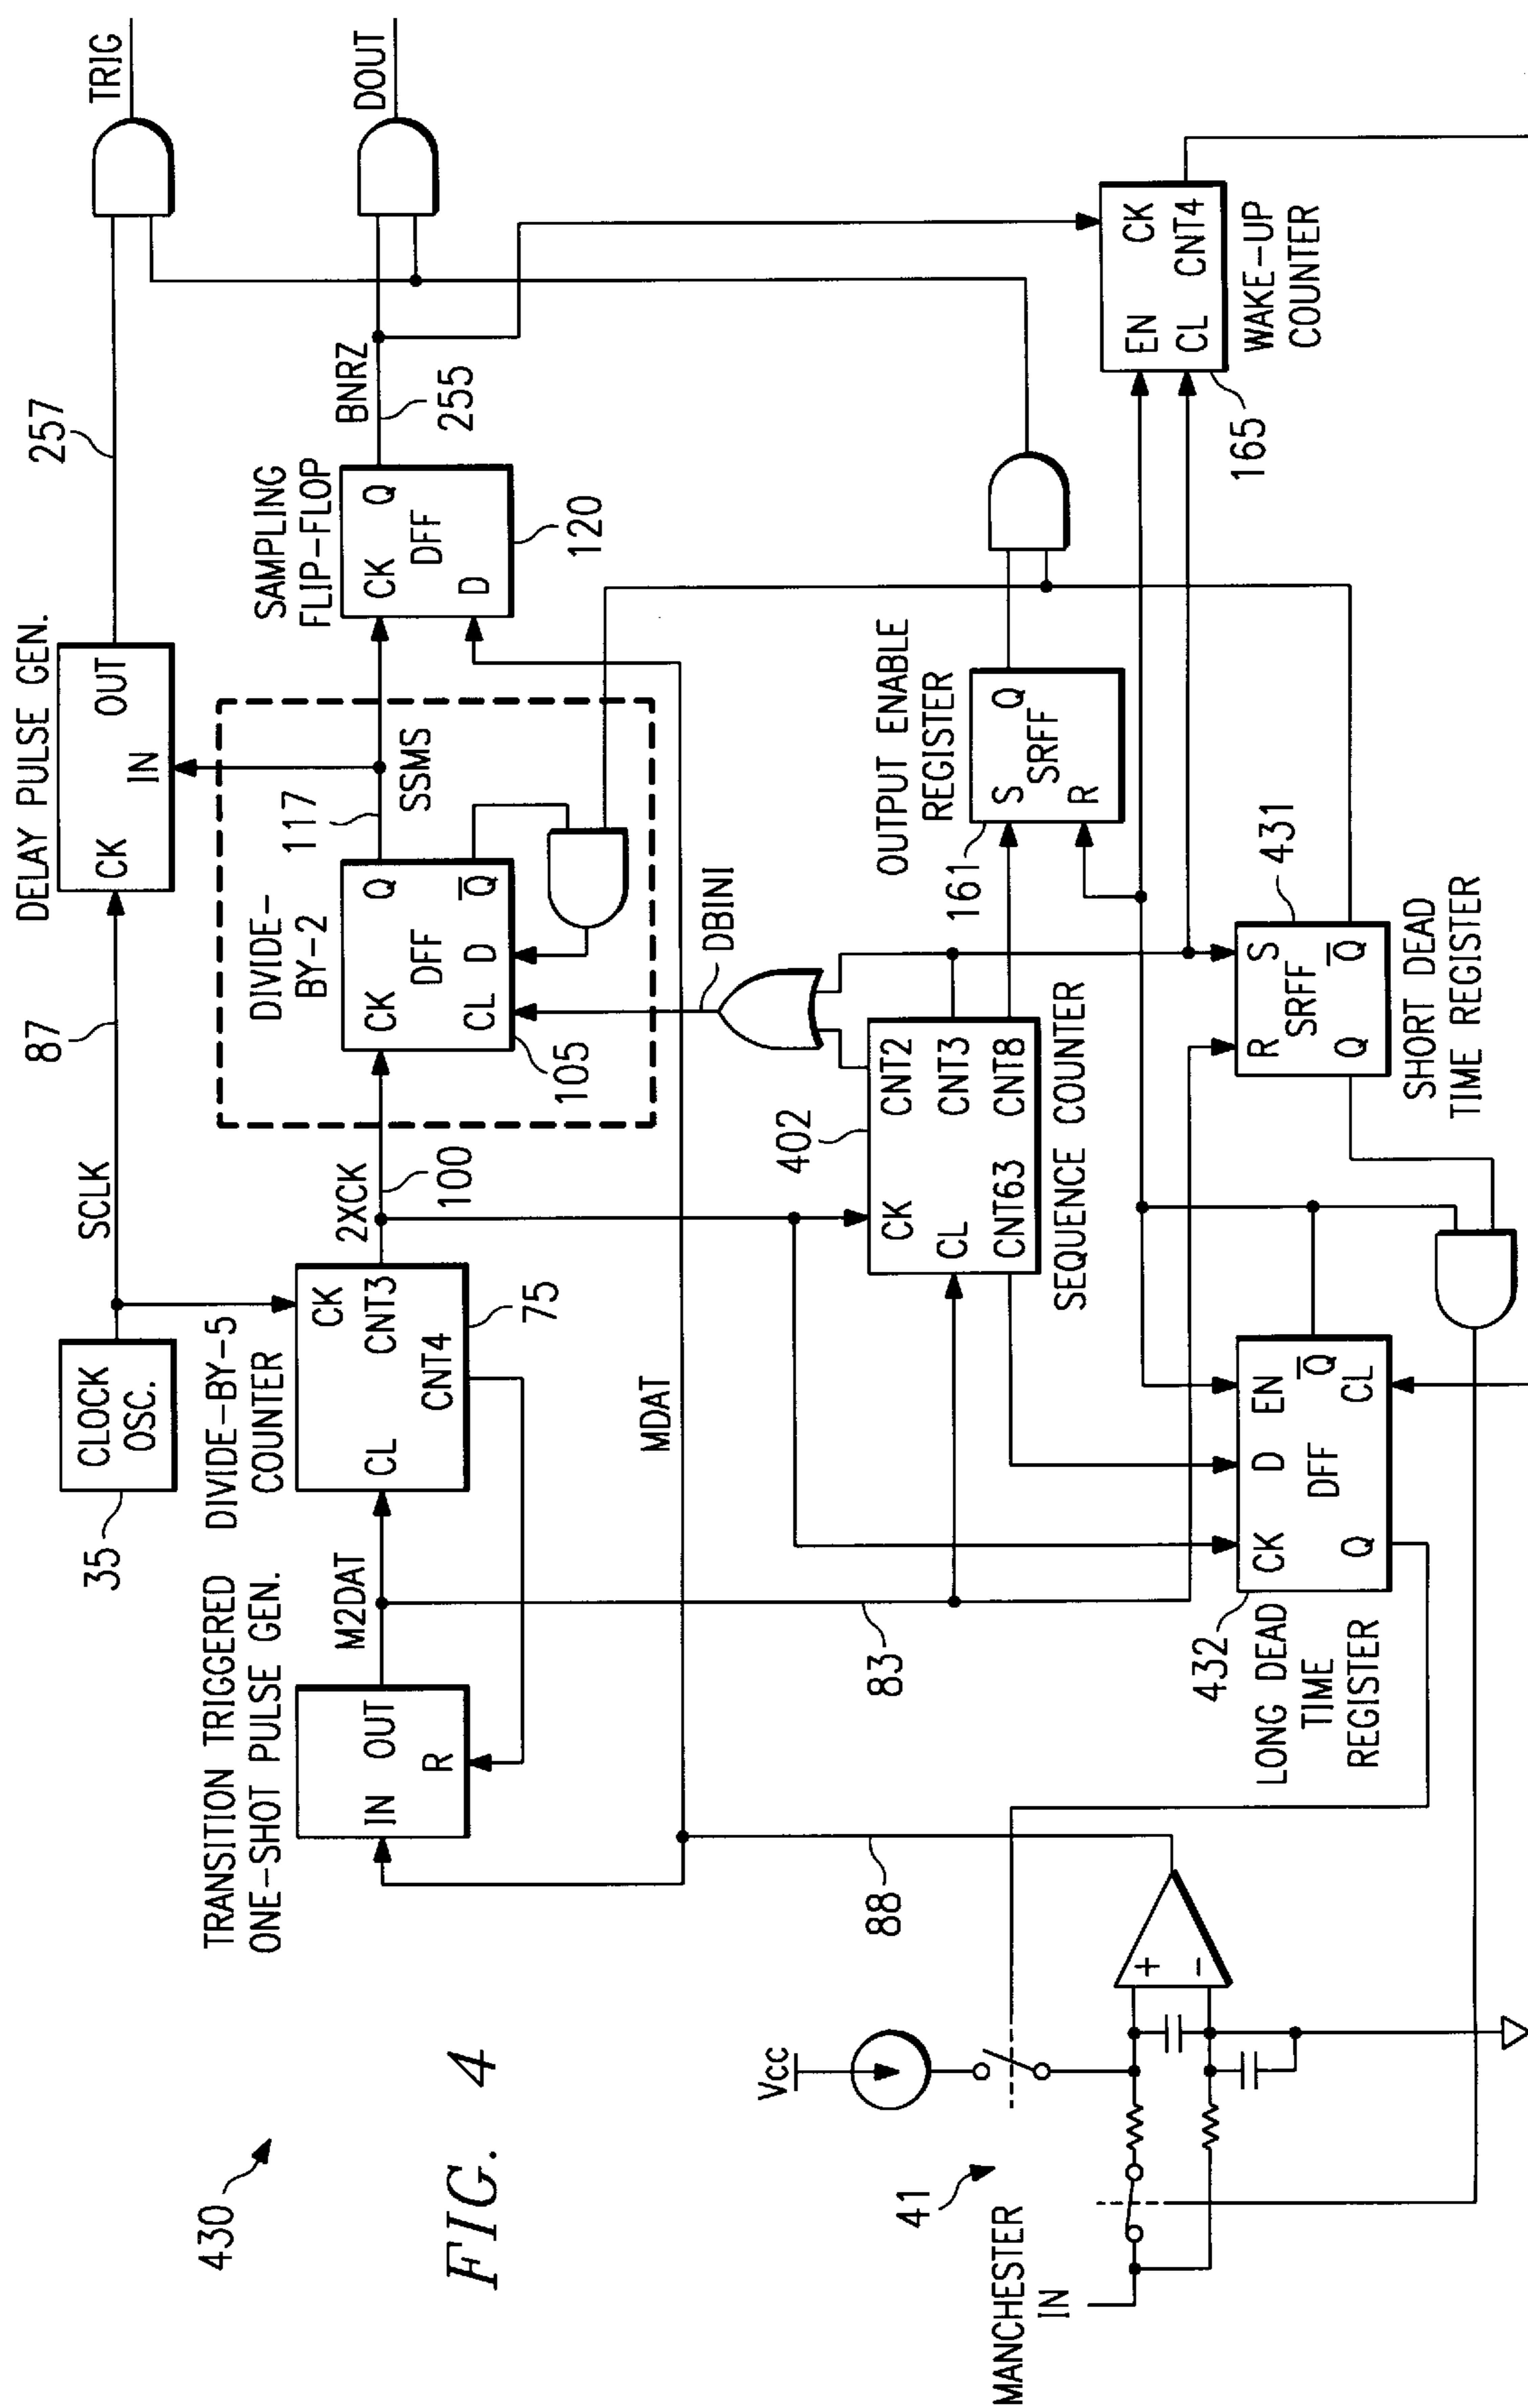 TRIG
DOUT
257
BNRZ
255
SAMPLING
FLIP-FLOP
CK
Q
DFF
D
120
DELAY PULSE GEN.
CK
OUT
IN
87
SCLK
CLOCK
OSC.
35
117
SSMS
DIVIDE-
BY-2
CK
Q
DFF
CL
D
Q̅
105
2XCK
100
DIVIDE-BY-5
COUNTER
CK
CL
CNT3
CNT4
75
TRANSITION TRIGGERED
ONE-SHOT PULSE GEN.
IN
OUT
R
M2DAT
MDAT
83
88
DBINI
402
CK
CNT2
CL
CNT3
CNT63
CNT8
SEQUENCE COUNTER
OUTPUT ENABLE
REGISTER
S
Q
SRFF
R
161
EN
CK
CL
CNT4
WAKE-UP
COUNTER
165
431
R
S
SRFF
Q
Q̅
SHORT DEAD
TIME REGISTER
CK
D
EN
DFF
Q
Q̅
CL
432
LONG DEAD
TIME
REGISTER
+
−
Vcc
41
MANCHESTER
IN
430
FIG. 4